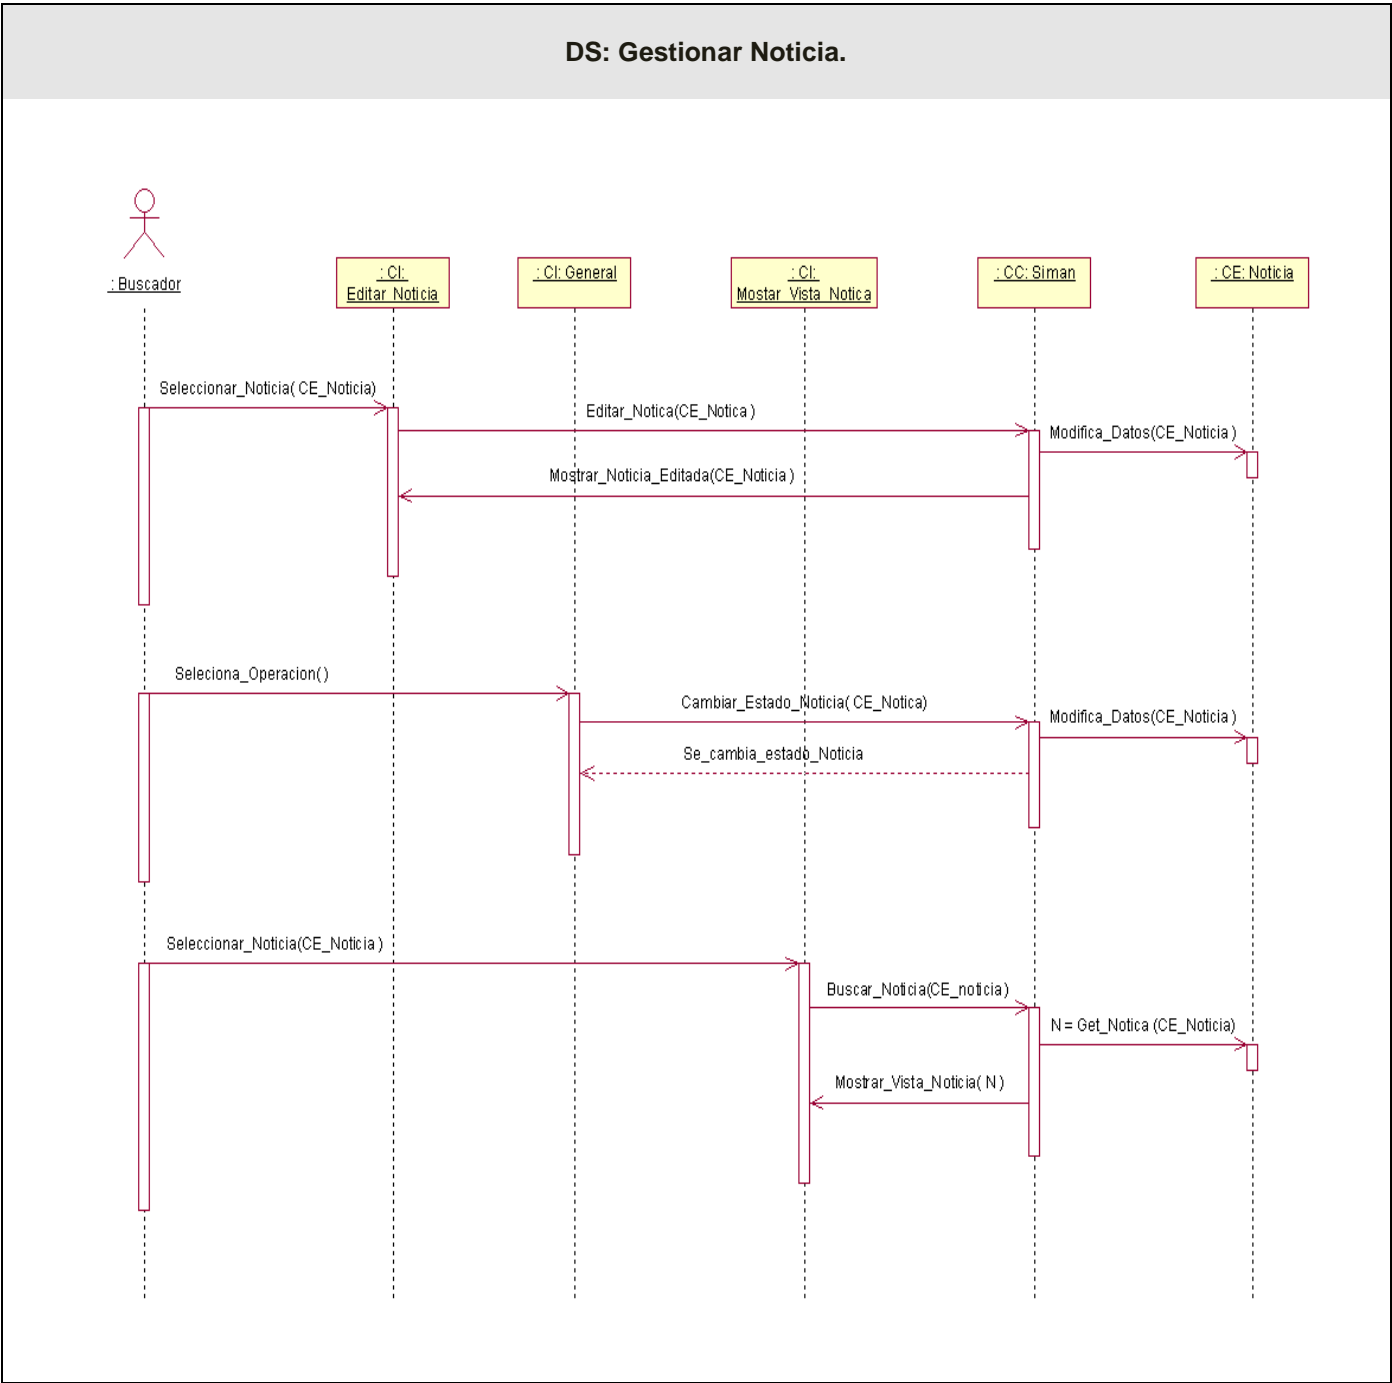 DS: Gestionar Noticia.
: Buscador
: CI:
Editar_Noticia
: CI: General
: CI:
Mostar_Vista_Notica
: CC: Siman
: CE: Noticia
Seleccionar_Noticia( CE_Noticia)
Editar_Notica(CE_Notica )
Modifica_Datos(CE_Noticia )
Mostrar_Noticia_Editada(CE_Noticia )
Seleciona_Operacion( )
Cambiar_Estado_Noticia( CE_Notica)
Modifica_Datos(CE_Noticia )
Se_cambia_estado_Noticia
Seleccionar_Noticia(CE_Noticia )
Buscar_Noticia(CE_noticia)
N = Get_Notica (CE_Noticia)
Mostrar_Vista_Noticia( N )